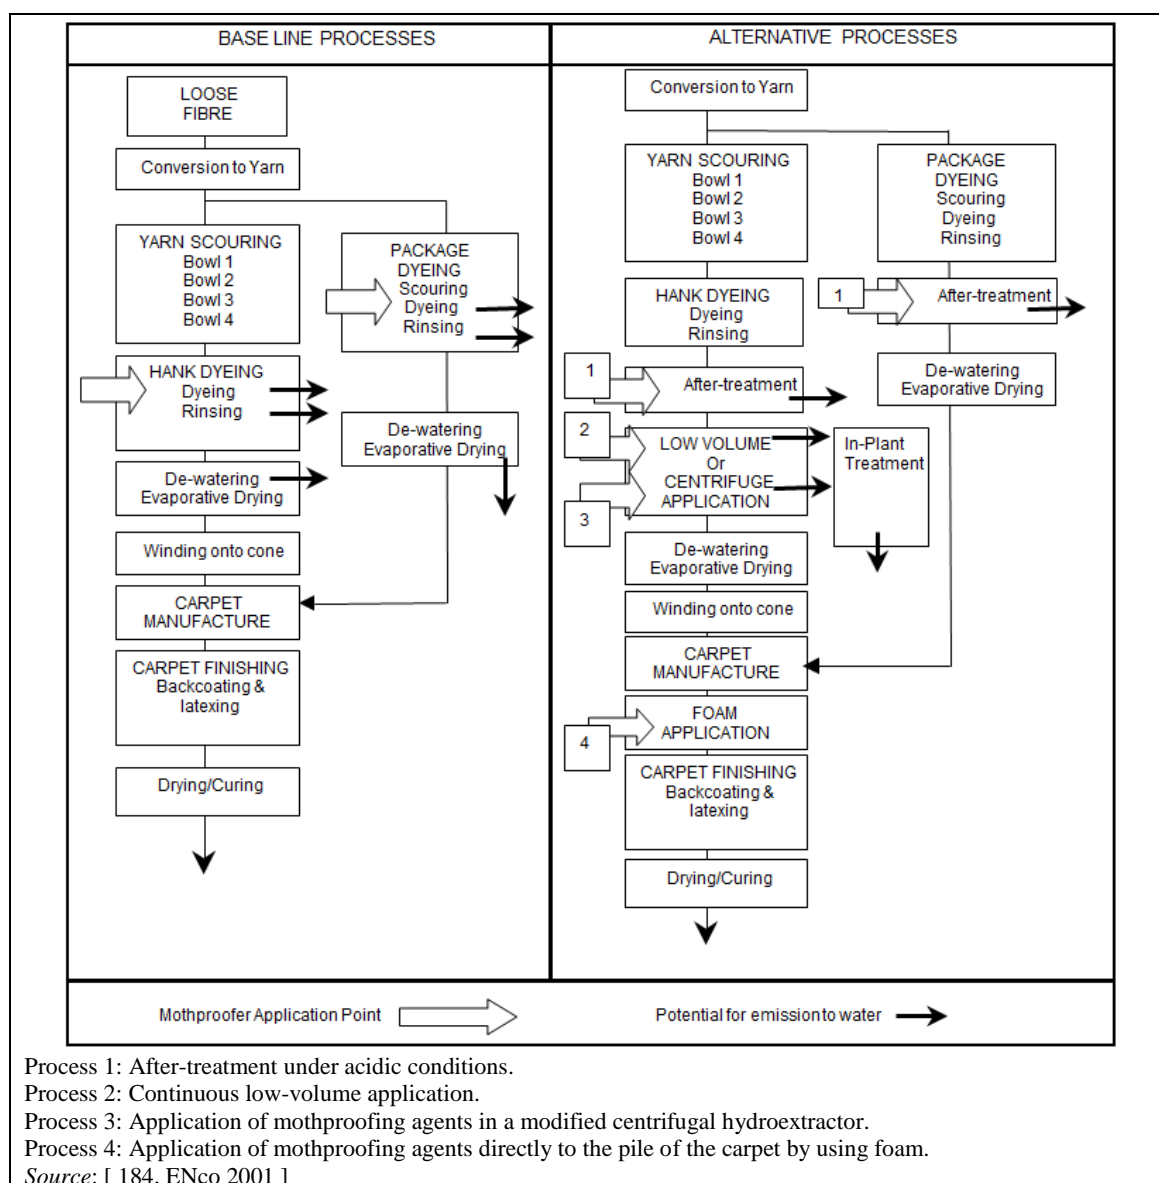 BASE LINE PROCESSES
LOOSE
FIBRE
Conversion to Yarn
YARN SCOURING
Bowl 1
Bowl 2
Bowl 3
Bowl 4
PACKAGE
DYEING
Scouring
Dyeing
Rinsing
HANK DYEING
Dyeing
Rinsing
De-watering
Evaporative Drying
De-watering
Evaporative Drying
Winding onto cone
CARPET
MANUFACTURE
CARPET FINISHING
Backcoating &
latexing
Drying/Curing
ALTERNATIVE PROCESSES
Conversion to Yarn
YARN SCOURING
Bowl 1
Bowl 2
Bowl 3
Bowl 4
PACKAGE
DYEING
Scouring
Dyeing
Rinsing
HANK DYEING
Dyeing
Rinsing
1
After-treatment
De-watering
Evaporative Drying
1
After-treatment
2
3
LOW VOLUME
Or
CENTRIFUGE
APPLICATION
In-Plant
Treatment
De-watering
Evaporative Drying
Winding onto cone
CARPET
MANUFACTURE
4
FOAM
APPLICATION
CARPET FINISHING
Backcoating &
latexing
Drying/Curing
Mothproofer Application Point
Potential for emission to water
Process 1: After-treatment under acidic conditions.
Process 2: Continuous low-volume application.
Process 3: Application of mothproofing agents in a modified centrifugal hydroextractor.
Process 4: Application of mothproofing agents directly to the pile of the carpet by using foam.
Source: [ 184, ENco 2001 ]